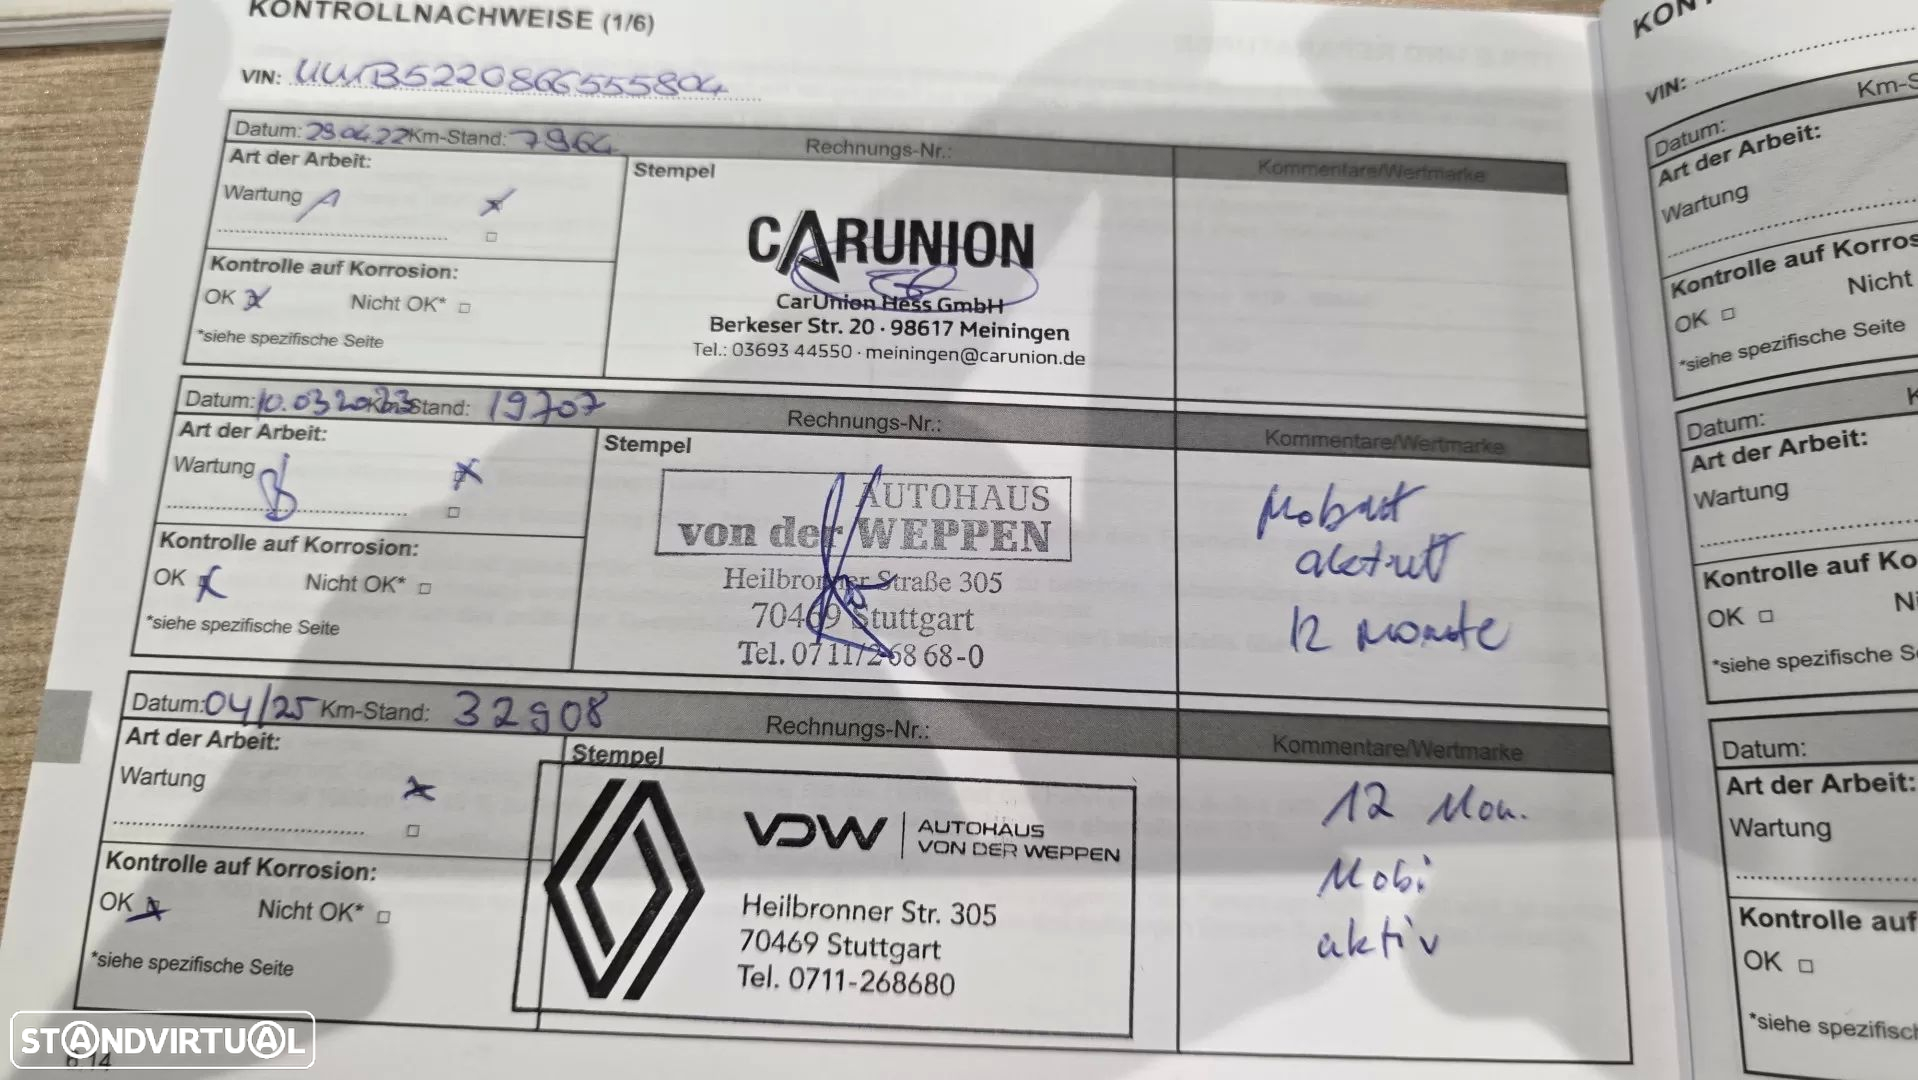 KONTROLLNACHWEISE (1/6)
VIN: UU1B5220866555804
Datum: 29.04.22 Km-Stand: 7964 Rechnungs-Nr.: Kommentare/Wertmarke
Art der Arbeit: Stempel
Wartung A
Kontrolle auf Korrosion:
OK Nicht OK*
*siehe spezifische Seite
CARUNION
CarUnion Hess GmbH
Berkeser Str. 20 · 98617 Meiningen
Tel.: 03693 44550 · meiningen@carunion.de
Datum: 10.03.2023 Km-Stand: 19707 Rechnungs-Nr.: Kommentare/Wertmarke
Art der Arbeit: Stempel
Wartung B
Kontrolle auf Korrosion:
OK Nicht OK*
*siehe spezifische Seite
AUTOHAUS
von der WEPPEN
Heilbronner Straße 305
70469 Stuttgart
Tel. 0711/2 68 68-0
12 Monate
Datum: 04/25 Km-Stand: 32908 Rechnungs-Nr.: Kommentare/Wertmarke
Art der Arbeit: Stempel
Wartung
Kontrolle auf Korrosion:
OK Nicht OK*
*siehe spezifische Seite
VDW AUTOHAUS
VON DER WEPPEN
Heilbronner Str. 305
70469 Stuttgart
Tel. 0711-268680
12 Mon.
Mobi
aktiv
6.14
VIN:
Datum:
Art der Arbeit:
Wartung
Kontrolle auf Korros
OK Nicht
*siehe spezifische Seite
Datum:
Art der Arbeit:
Wartung
Kontrolle auf Ko
OK
*siehe spezifische S
Datum:
Art der Arbeit:
Wartung
Kontrolle auf
OK
*siehe spezifisc
STANDVIRTUAL